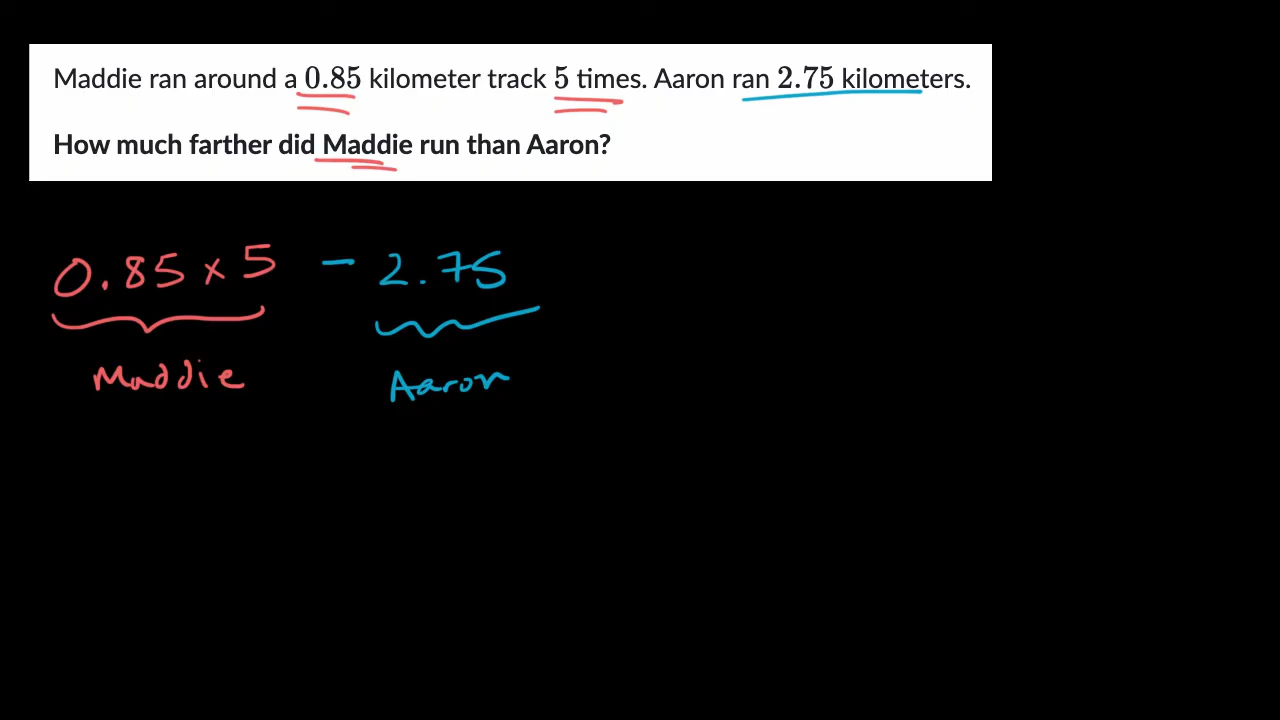 Maddie ran around a 0.85 kilometer track 5 times. Aaron ran 2.75 kilometers.
How much farther did Maddie run than Aaron?
0.85 x 5 - 2.75
Maddie Aaron